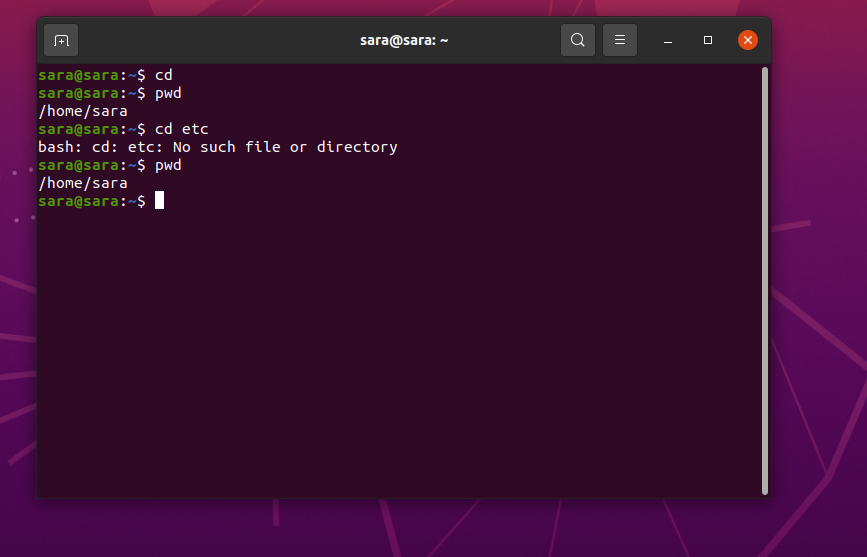 sara@sara: ~
sara@sara:~$ cd
sara@sara:~$ pwd
/home/sara
sara@sara:~$ cd etc
bash: cd: etc: No such file or directory
sara@sara:~$ pwd
/home/sara
sara@sara:~$